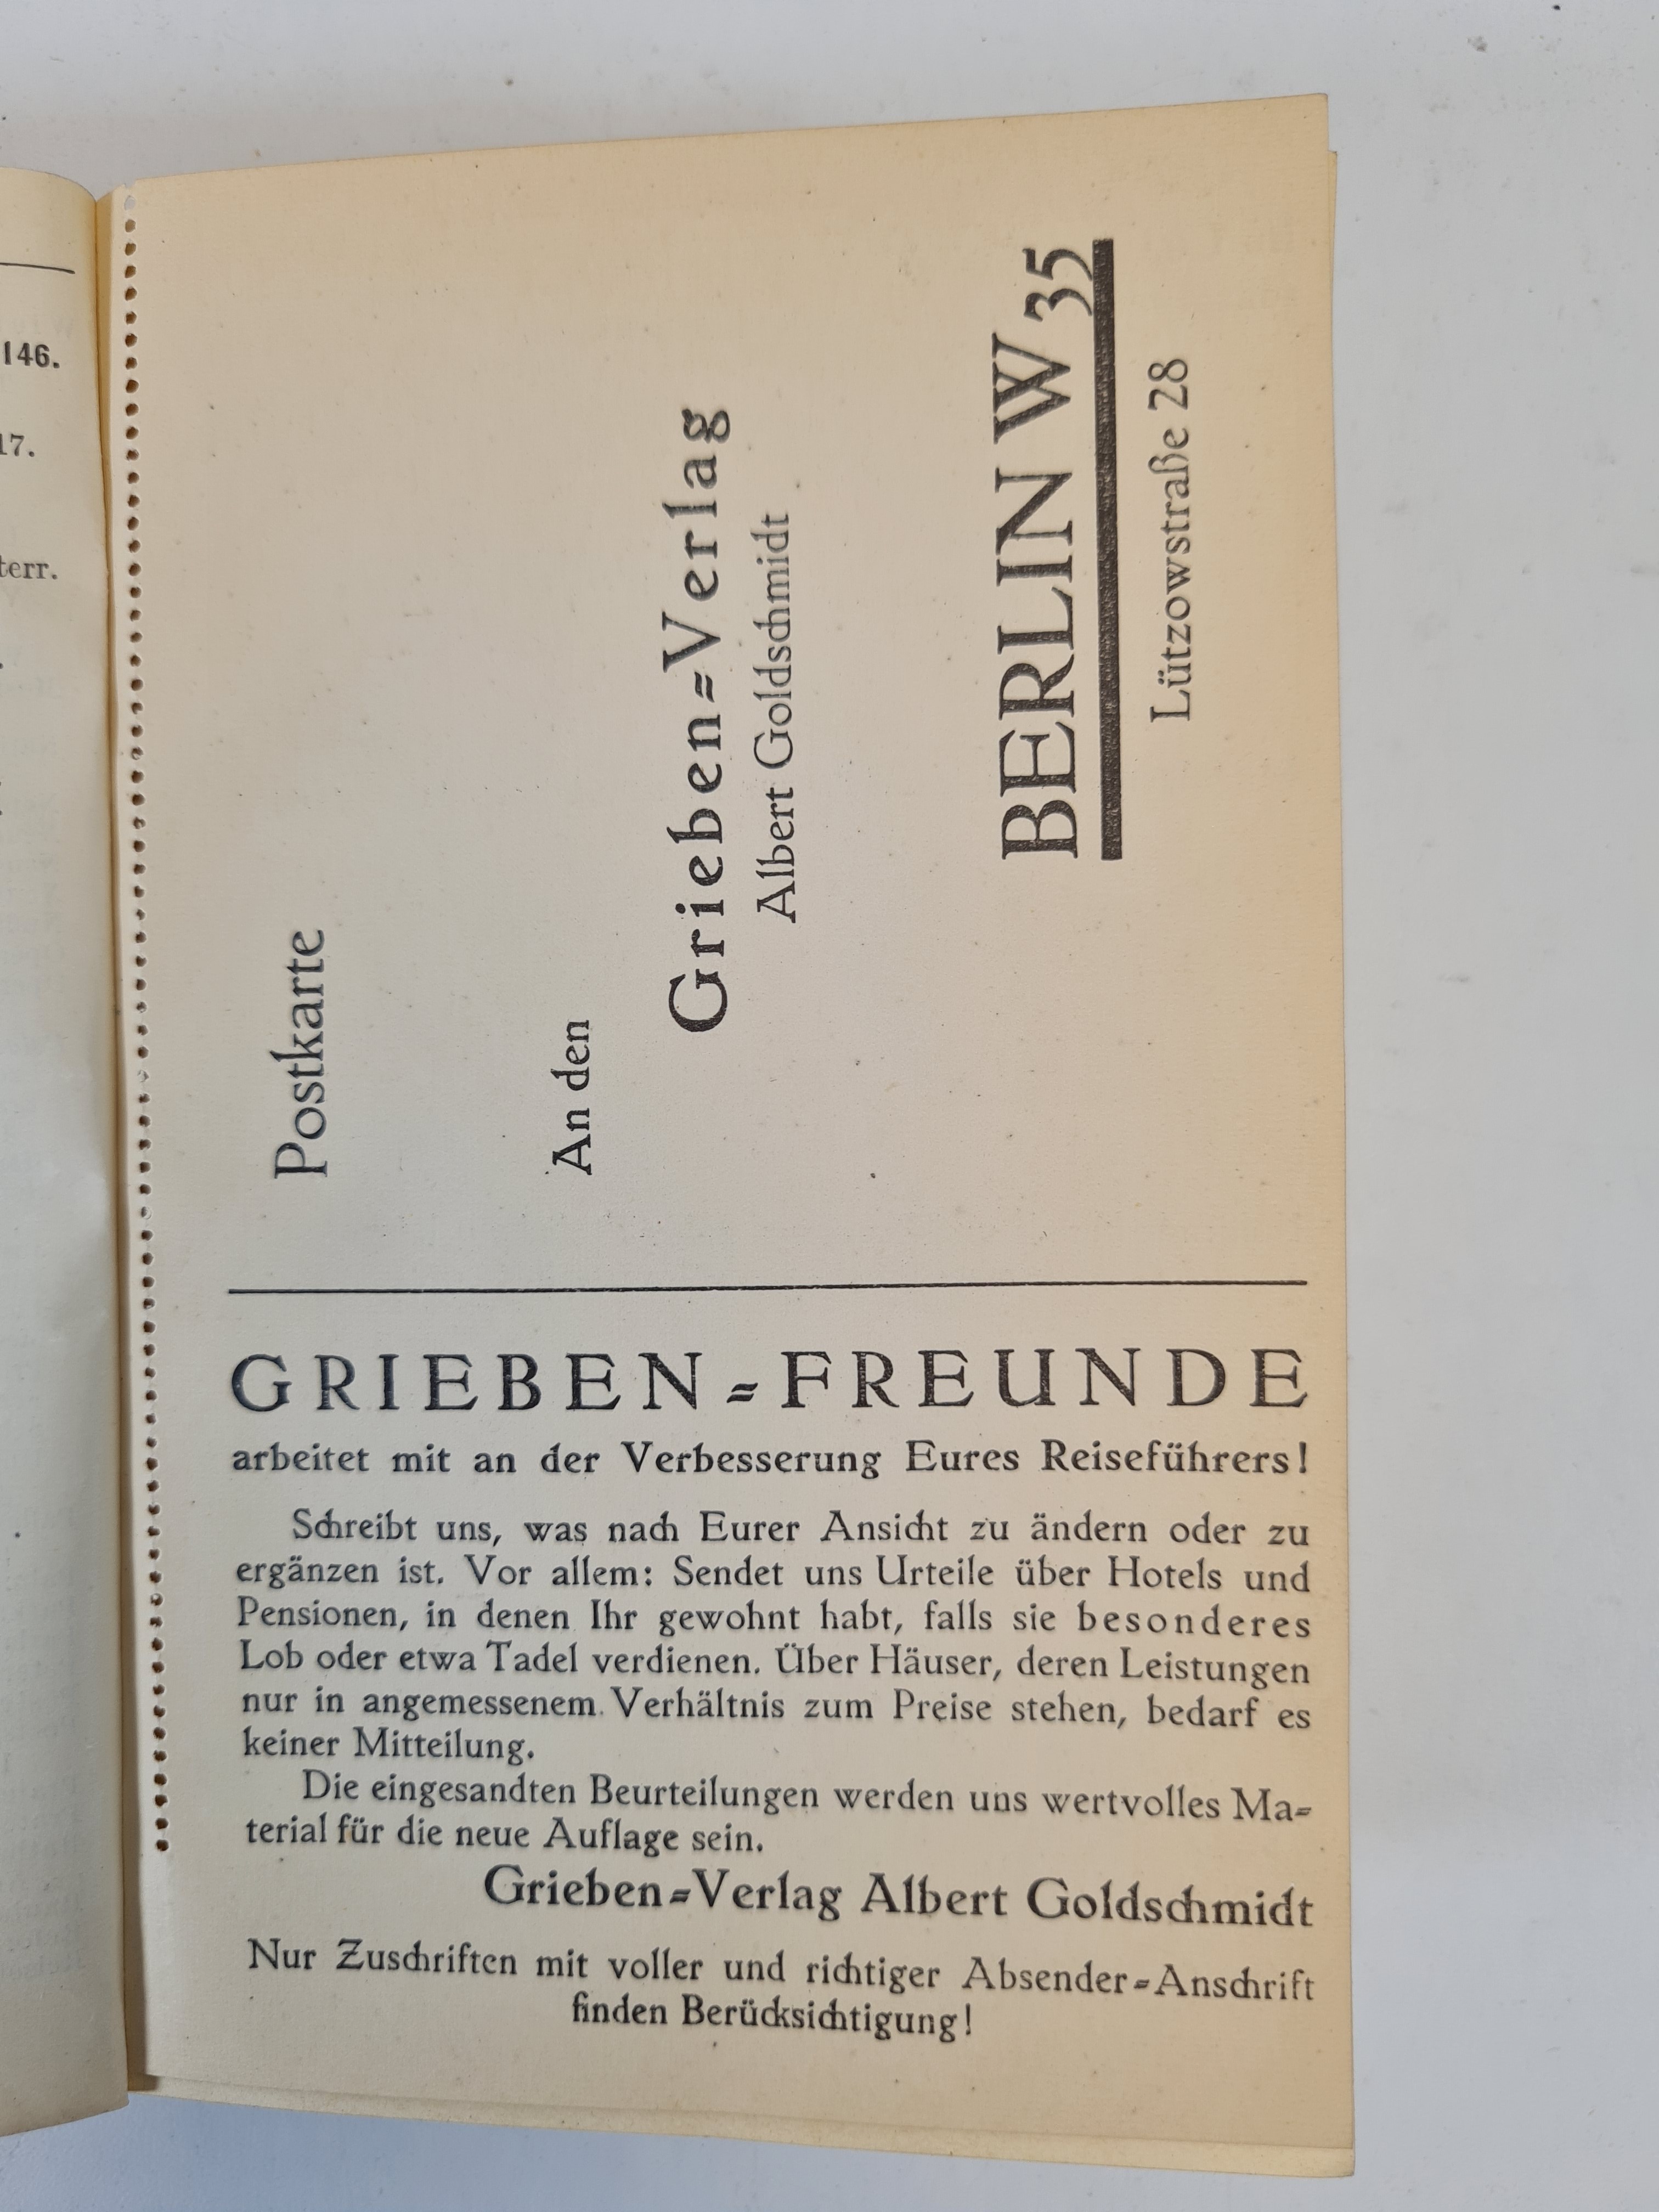 146.
17.
terr.
Postkarte
An den
Grieben=Verlag
Albert Goldschmidt
BERLIN W 35
Lützowstraße 28
GRIEBEN=FREUNDE
arbeitet mit an der Verbesserung Eures Reiseführers!
Schreibt uns, was nach Eurer Ansicht zu ändern oder zu
ergänzen ist. Vor allem: Sendet uns Urteile über Hotels und
Pensionen, in denen Ihr gewohnt habt, falls sie besonderes
Lob oder etwa Tadel verdienen. Über Häuser, deren Leistungen
nur in angemessenem Verhältnis zum Preise stehen, bedarf es
keiner Mitteilung.
Die eingesandten Beurteilungen werden uns wertvolles Ma=
terial für die neue Auflage sein.
Grieben=Verlag Albert Goldschmidt
Nur Zuschriften mit voller und richtiger Absender=Anschrift
finden Berücksichtigung!